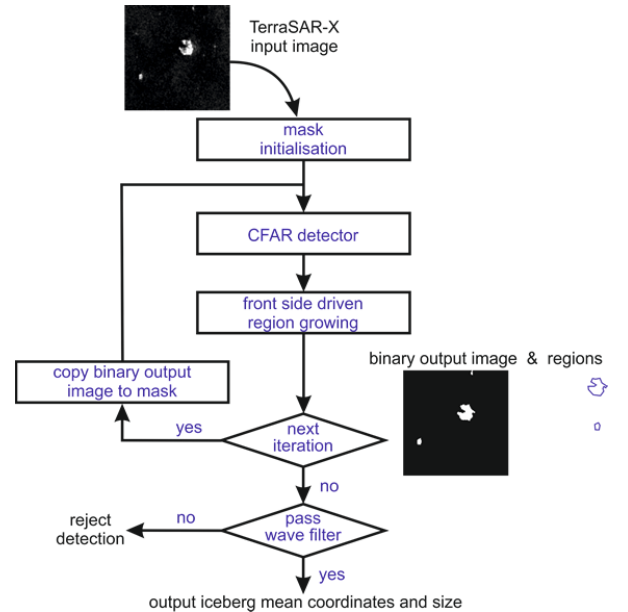 TerraSAR-X
input image
mask
initialisation
CFAR detector
front side driven
region growing
binary output image & regions
copy binary output
image to mask
yes
next
iteration
no
reject
detection
no
pass
wave filter
yes
output iceberg mean coordinates and size